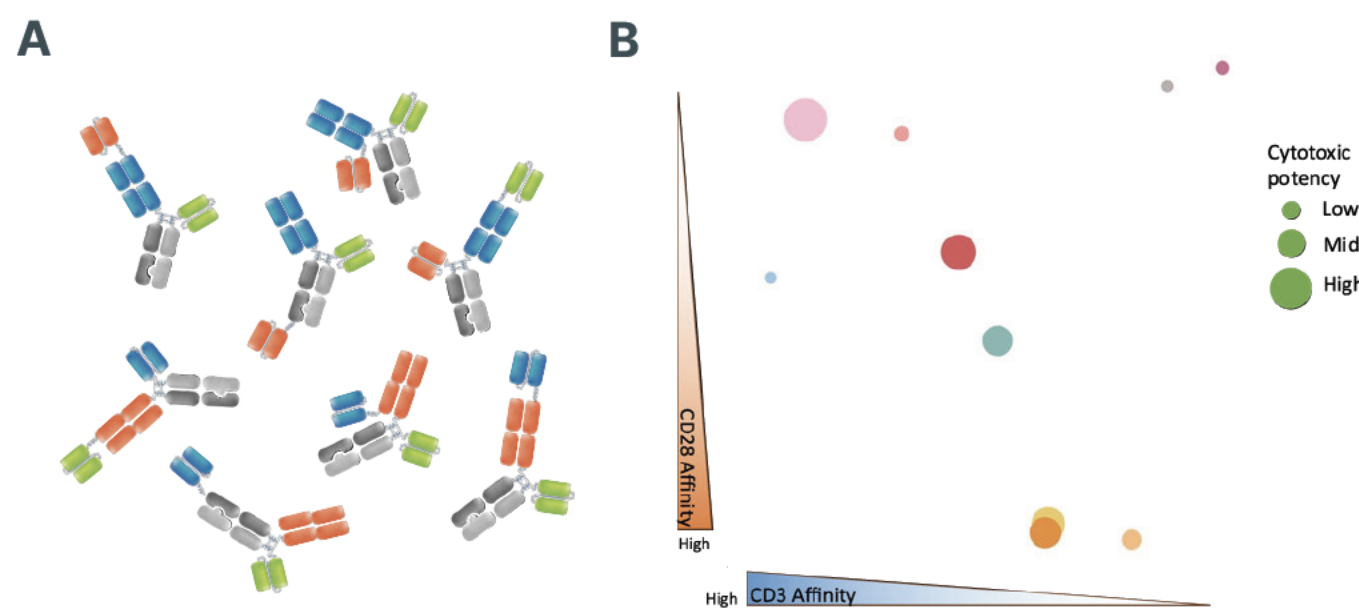 A
B
Cytotoxic
potency
Low
Mid
High
CD28 Affinity
High
High
CD3 Affinity